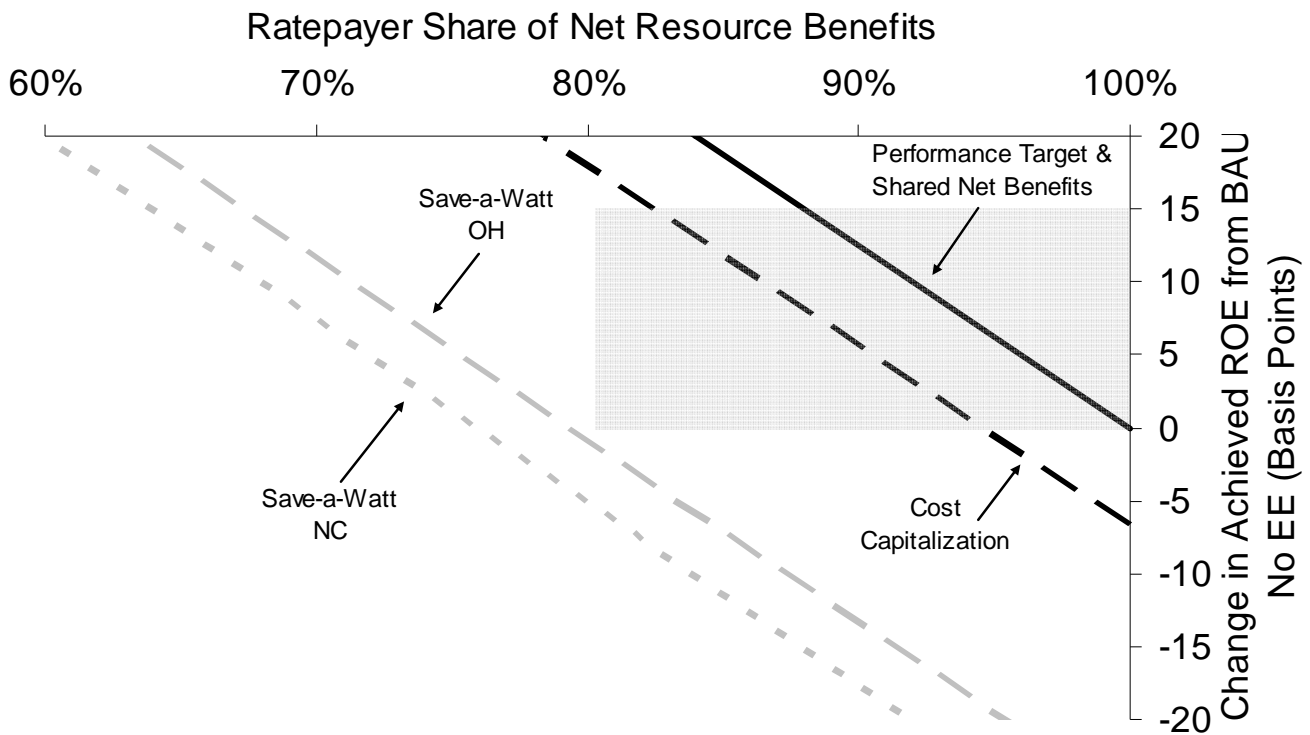 Ratepayer Share of Net Resource Benefits
60% 70% 80% 90% 100%
20
15
10
5
0
-5
-10
-15
-20
Performance Target &
Shared Net Benefits
Save-a-Watt
OH
Save-a-Watt
NC
Cost
Capitalization
Change in Achieved ROE from BAU
No EE (Basis Points)